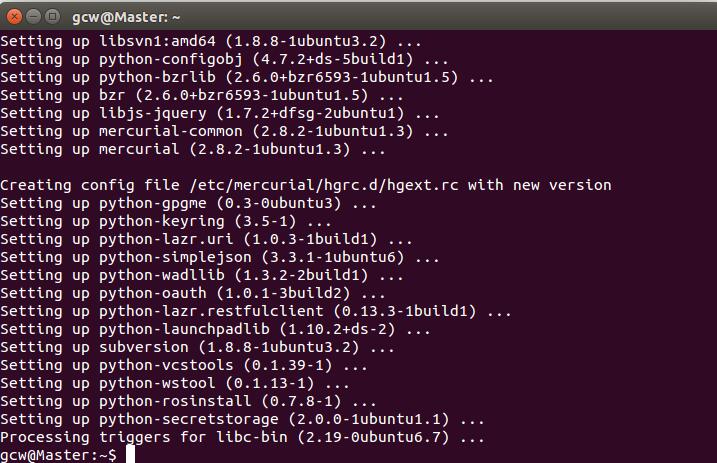 gcw@Master: ~
Setting up libsvn1:amd64 (1.8.8-1ubuntu3.2) ...
Setting up python-configobj (4.7.2+ds-5build1) ...
Setting up python-bzrlib (2.6.0+bzr6593-1ubuntu1.5) ...
Setting up bzr (2.6.0+bzr6593-1ubuntu1.5) ...
Setting up libjs-jquery (1.7.2+dfsg-2ubuntu1) ...
Setting up mercurial-common (2.8.2-1ubuntu1.3) ...
Setting up mercurial (2.8.2-1ubuntu1.3) ...
Creating config file /etc/mercurial/hgrc.d/hgext.rc with new version
Setting up python-gpgme (0.3-0ubuntu3) ...
Setting up python-keyring (3.5-1) ...
Setting up python-lazr.uri (1.0.3-1build1) ...
Setting up python-simplejson (3.3.1-1ubuntu6) ...
Setting up python-wadllib (1.3.2-2build1) ...
Setting up python-oauth (1.0.1-3build2) ...
Setting up python-lazr.restfulclient (0.13.3-1build1) ...
Setting up python-launchpadlib (1.10.2+ds-2) ...
Setting up subversion (1.8.8-1ubuntu3.2) ...
Setting up python-vcstools (0.1.39-1) ...
Setting up python-wstool (0.1.13-1) ...
Setting up python-rosinstall (0.7.8-1) ...
Setting up python-secretstorage (2.0.0-1ubuntu1.1) ...
Processing triggers for libc-bin (2.19-0ubuntu6.7) ...
gcw@Master:~$